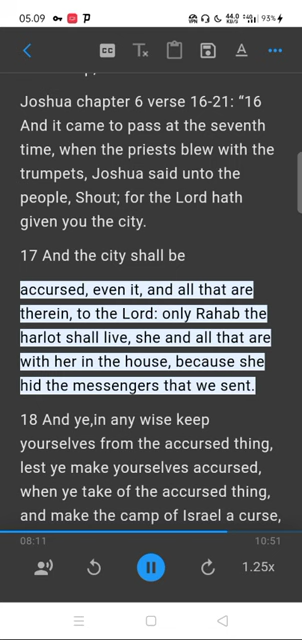 05.09
44.0
KB/S
93%
CC
A
Joshua chapter 6 verse 16-21: “16
And it came to pass at the seventh
time, when the priests blew with the
trumpets, Joshua said unto the
people, Shout; for the Lord hath
given you the city.
17 And the city shall be
accursed, even it, and all that are
therein, to the Lord: only Rahab the
harlot shall live, she and all that are
with her in the house, because she
hid the messengers that we sent.
18 And ye,in any wise keep
yourselves from the accursed thing,
lest ye make yourselves accursed,
when ye take of the accursed thing,
and make the camp of Israel a curse,
08:11
10:51
1.25x